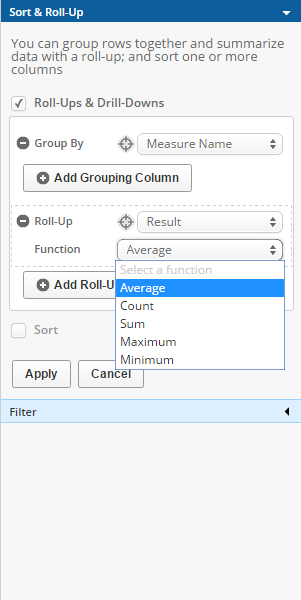 Sort & Roll-Up
You can group rows together and summarize
data with a roll-up; and sort one or more
columns
Roll-Ups & Drill-Downs
Group By Measure Name
Add Grouping Column
Roll-Up Result
Function Average
Select a function
Average
Add Roll-U
Count
Sum
Maximum
Sort
Minimum
Apply Cancel
Filter